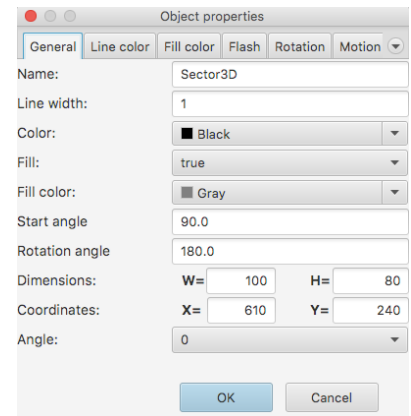 Object properties
General Line color Fill color Flash Rotation Motion
Name: Sector3D
Line width: 1
Color: Black
Fill: true
Fill color: Gray
Start angle 90.0
Rotation angle 180.0
Dimensions: W= 100 H= 80
Coordinates: X= 610 Y= 240
Angle: 0
OK Cancel